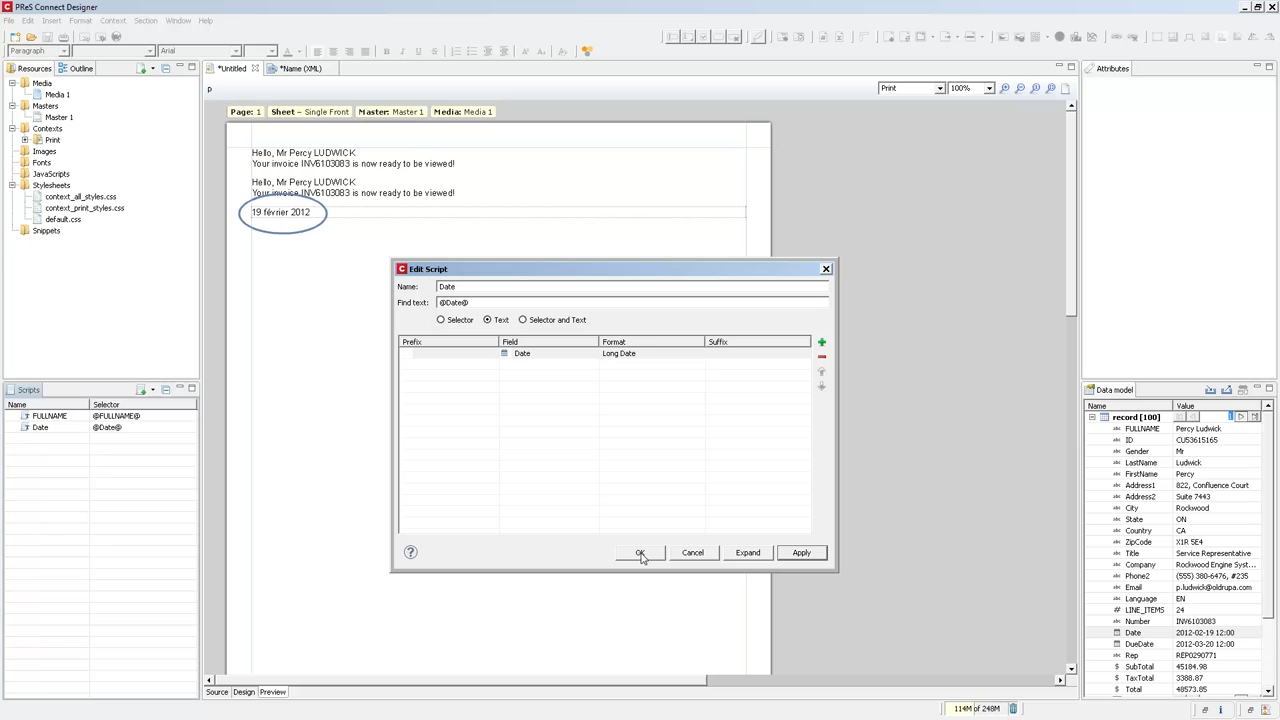 PReS Connect Designer
File Edit Insert Format Context Section Window Help
Paragraph Arial
Resources Outline
Media
Media 1
Masters
Master 1
Contexts
Print
Images
Fonts
JavaScripts
Stylesheets
context_all_styles.css
context_print_styles.css
default.css
Snippets
Scripts
Name Selector
FULLNAME @FULLNAME@
Date @Date@
*Untitled *Name (XML)
p
Print 100%
Page: 1 Sheet – Single Front Master: Master 1 Media: Media 1
Hello, Mr Percy LUDWICK
Your invoice INV6103083 is now ready to be viewed!
Hello, Mr Percy LUDWICK
Your invoice INV6103083 is now ready to be viewed!
19 février 2012
Edit Script
Name: Date
Find text: @Date@
Selector Text Selector and Text
Prefix Field Format Suffix
Date Long Date
OK Cancel Expand Apply
Source Design Preview
Attributes
Data model
Name Value
record [100] 1
FULLNAME Percy Ludwick
ID CU53615165
Gender Mr
LastName Ludwick
FirstName Percy
Address1 822, Confluence Court
Address2 Suite 7443
City Rockwood
State ON
Country CA
ZipCode X1R 5E4
Title Service Representative
Company Rockwood Engine Syst...
Phone2 (555) 380-6476, #235
Email p.ludwick@oldrupa.com
Language EN
LINE_ITEMS 24
Number INV6103083
Date 2012-02-19 12:00
DueDate 2012-03-20 12:00
Rep REP0290771
SubTotal 45184.98
TaxTotal 3388.87
Total 48573.85
114M of 248M